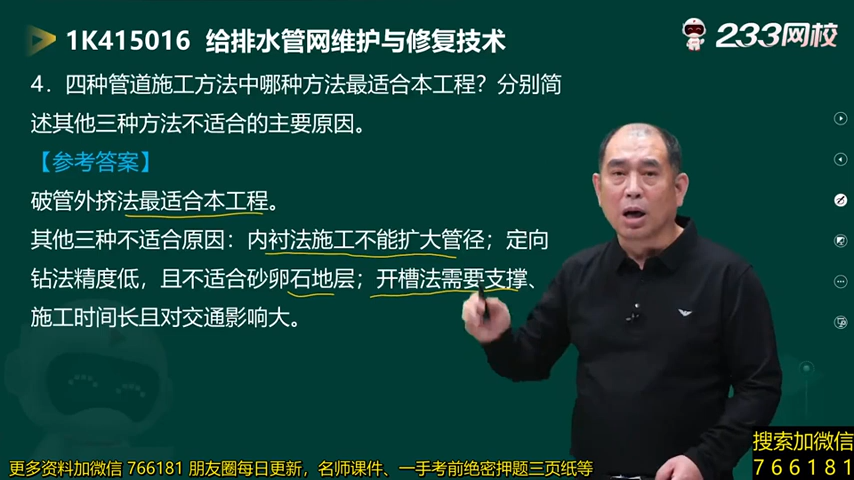 1K415016 给排水管网维护与修复技术
233网校
4．四种管道施工方法中哪种方法最适合本工程？分别简
述其他三种方法不适合的主要原因。
【参考答案】
破管外挤法最适合本工程。
其他三种不适合原因：内衬法施工不能扩大管径；定向
钻法精度低，且不适合砂卵石地层；开槽法需要支撑、
施工时间长且对交通影响大。
搜索加微信
766181
更多资料加微信 766181 朋友圈每日更新，名师课件、一手考前绝密押题三页纸等